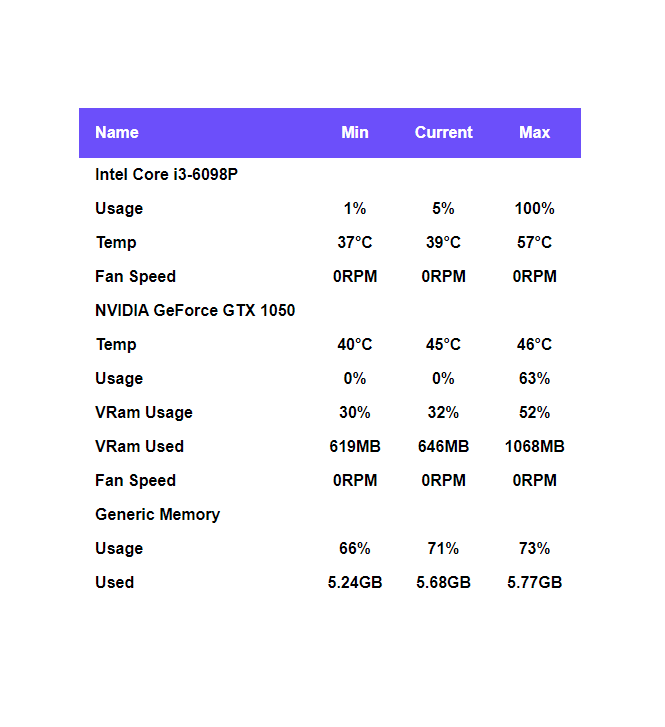 Name Min Current Max
Intel Core i3-6098P
Usage 1% 5% 100%
Temp 37°C 39°C 57°C
Fan Speed 0RPM 0RPM 0RPM
NVIDIA GeForce GTX 1050
Temp 40°C 45°C 46°C
Usage 0% 0% 63%
VRam Usage 30% 32% 52%
VRam Used 619MB 646MB 1068MB
Fan Speed 0RPM 0RPM 0RPM
Generic Memory
Usage 66% 71% 73%
Used 5.24GB 5.68GB 5.77GB